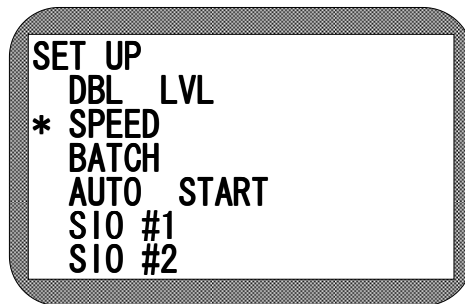 SET UP
DBL LVL
* SPEED
BATCH
AUTO START
SIO #1
SIO #2